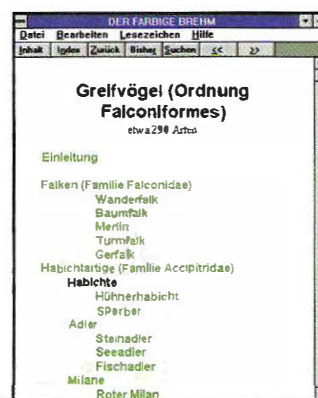 DER FARBIGE BREHM
Datei Bearbeiten Lesezeichen Hilfe
Inhalt Index Zurück Bisher Suchen << >>
Greifvögel (Ordnung
Falconiformes)
etwa 290 Arten
Einleitung
Falken (Familie Falconidae)
Wanderfalk
Baumfalk
Merlin
Turmfalk
Gerfalk
Habichtartige (Familie Accipitridae)
Habichte
Hühnerhabicht
SPerber
Adler
Steinadler
Seeadler
Fischadler
Milane
Roter Milan